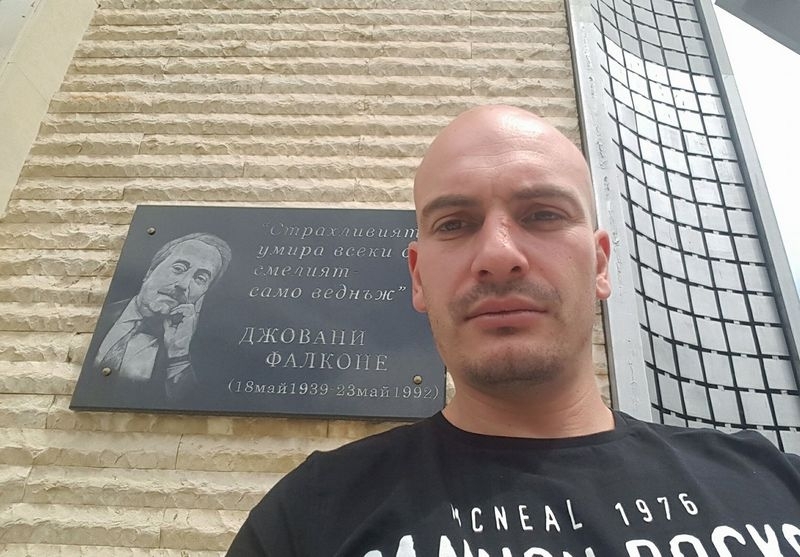 "Страхливият
умира всеки
смелият-
само веднъж"
ДЖОВАНИ
ФАЛКОНЕ
(18май1939-23май1992)
MCNEAL 1976